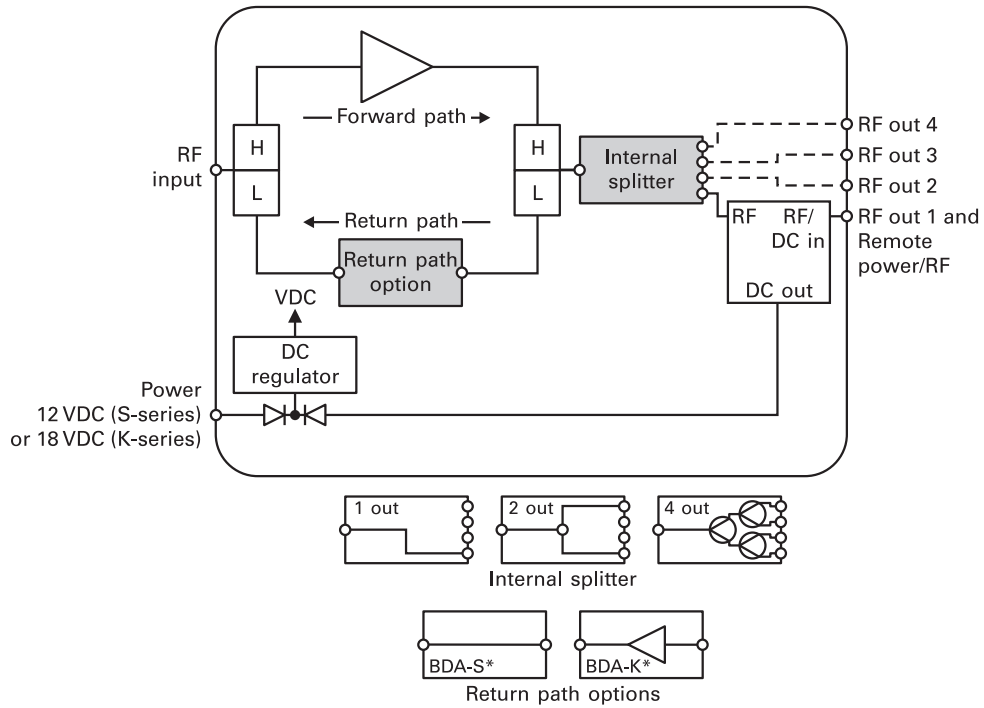 Forward path
RF out 4
RF
input
H
L
H
L
Internal
splitter
RF out 3
RF out 2
Return path
RF RF/
DC in
DC out
RF out 1 and
Remote
power/RF
Return path
option
VDC
DC
regulator
Power
12 VDC (S-series)
or 18 VDC (K-series)
1 out
2 out
4 out
Internal splitter
BDA-S*
BDA-K*
Return path options